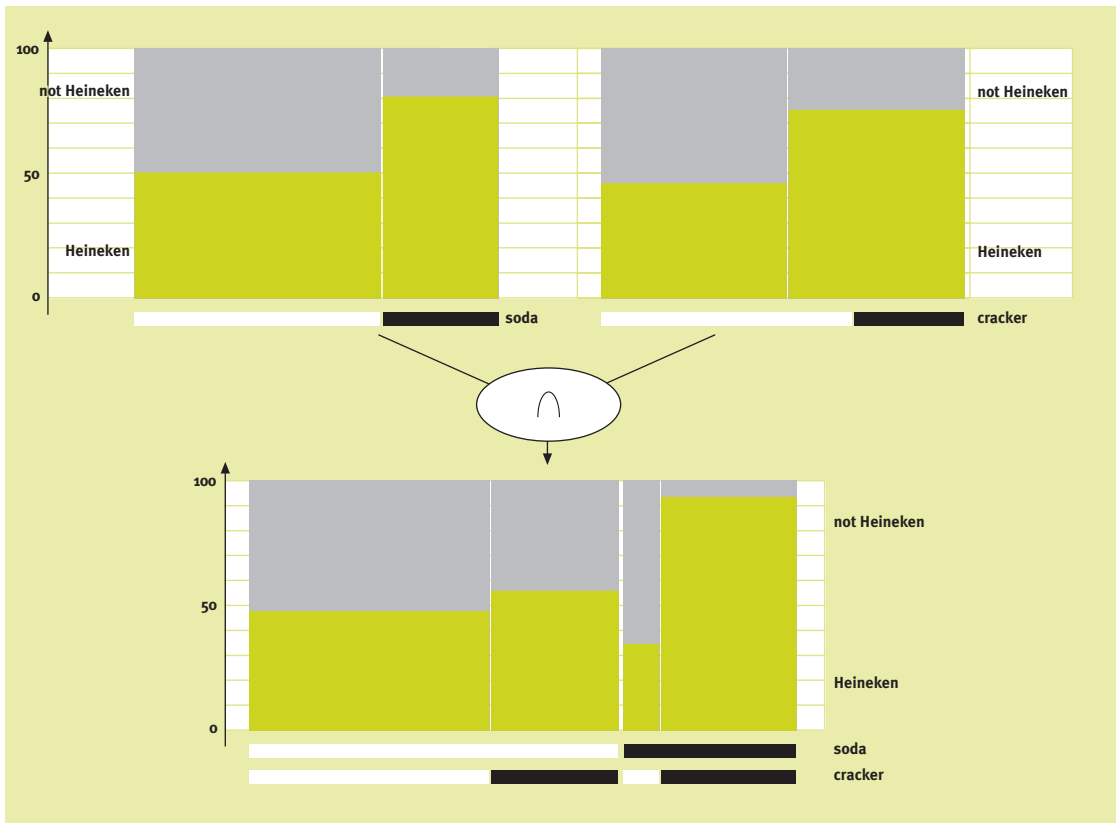 100
not Heineken
not Heineken
50
Heineken
Heineken
0
soda
cracker
∩
100
not Heineken
50
Heineken
0
soda
cracker